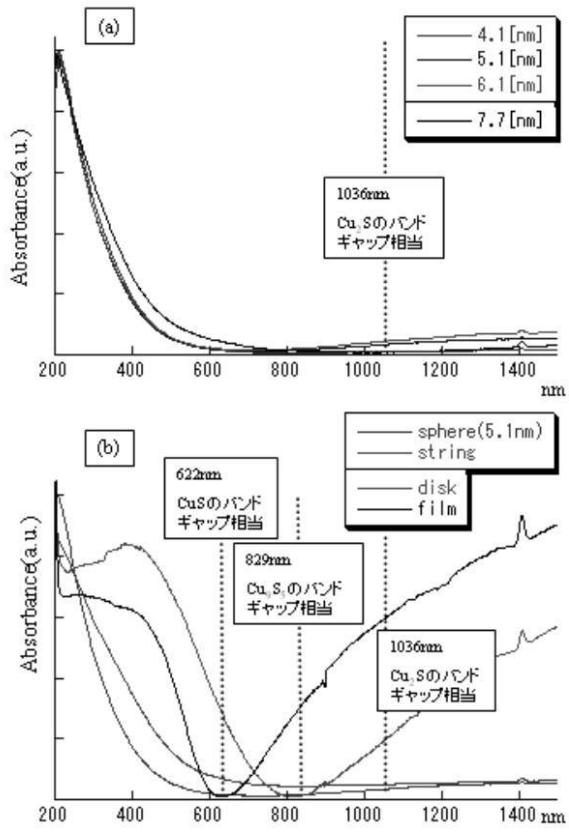 (a)
4.1[nm]
5.1[nm]
6.1[nm]
7.7[nm]
Absorbance(a.u.)
1036nm
Cu₂Sのバンド
ギャップ相当
200 400 600 800 1000 1200 1400
nm
(b)
sphere(5.1nm)
string
disk
film
Absorbance(a.u.)
622nm
CuSのバンド
ギャップ相当
829nm
Cu₉S₅のバンド
ギャップ相当
1036nm
Cu₂Sのバンド
ギャップ相当
200 400 600 800 1000 1200 1400
nm